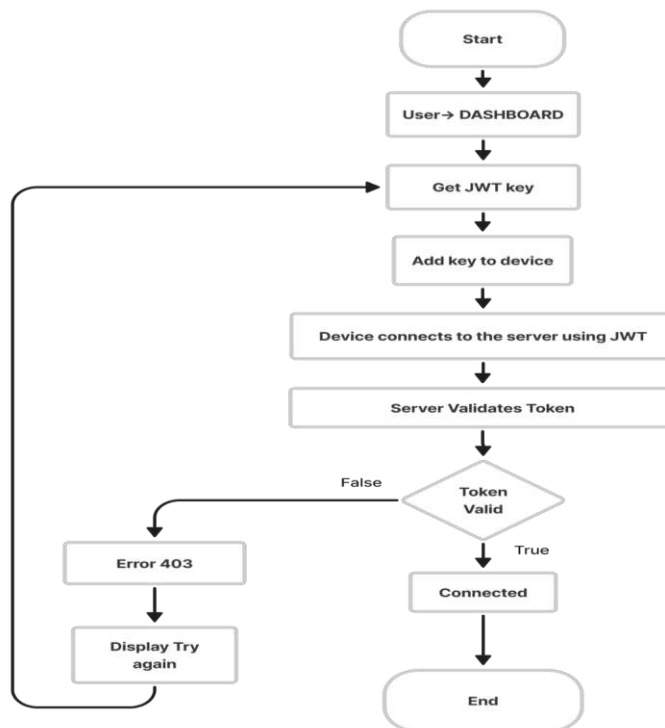 Start
User→ DASHBOARD
Get JWT key
Add key to device
Device connects to the server using JWT
Server Validates Token
False
Token
Valid
True
Error 403
Connected
Display Try
again
End